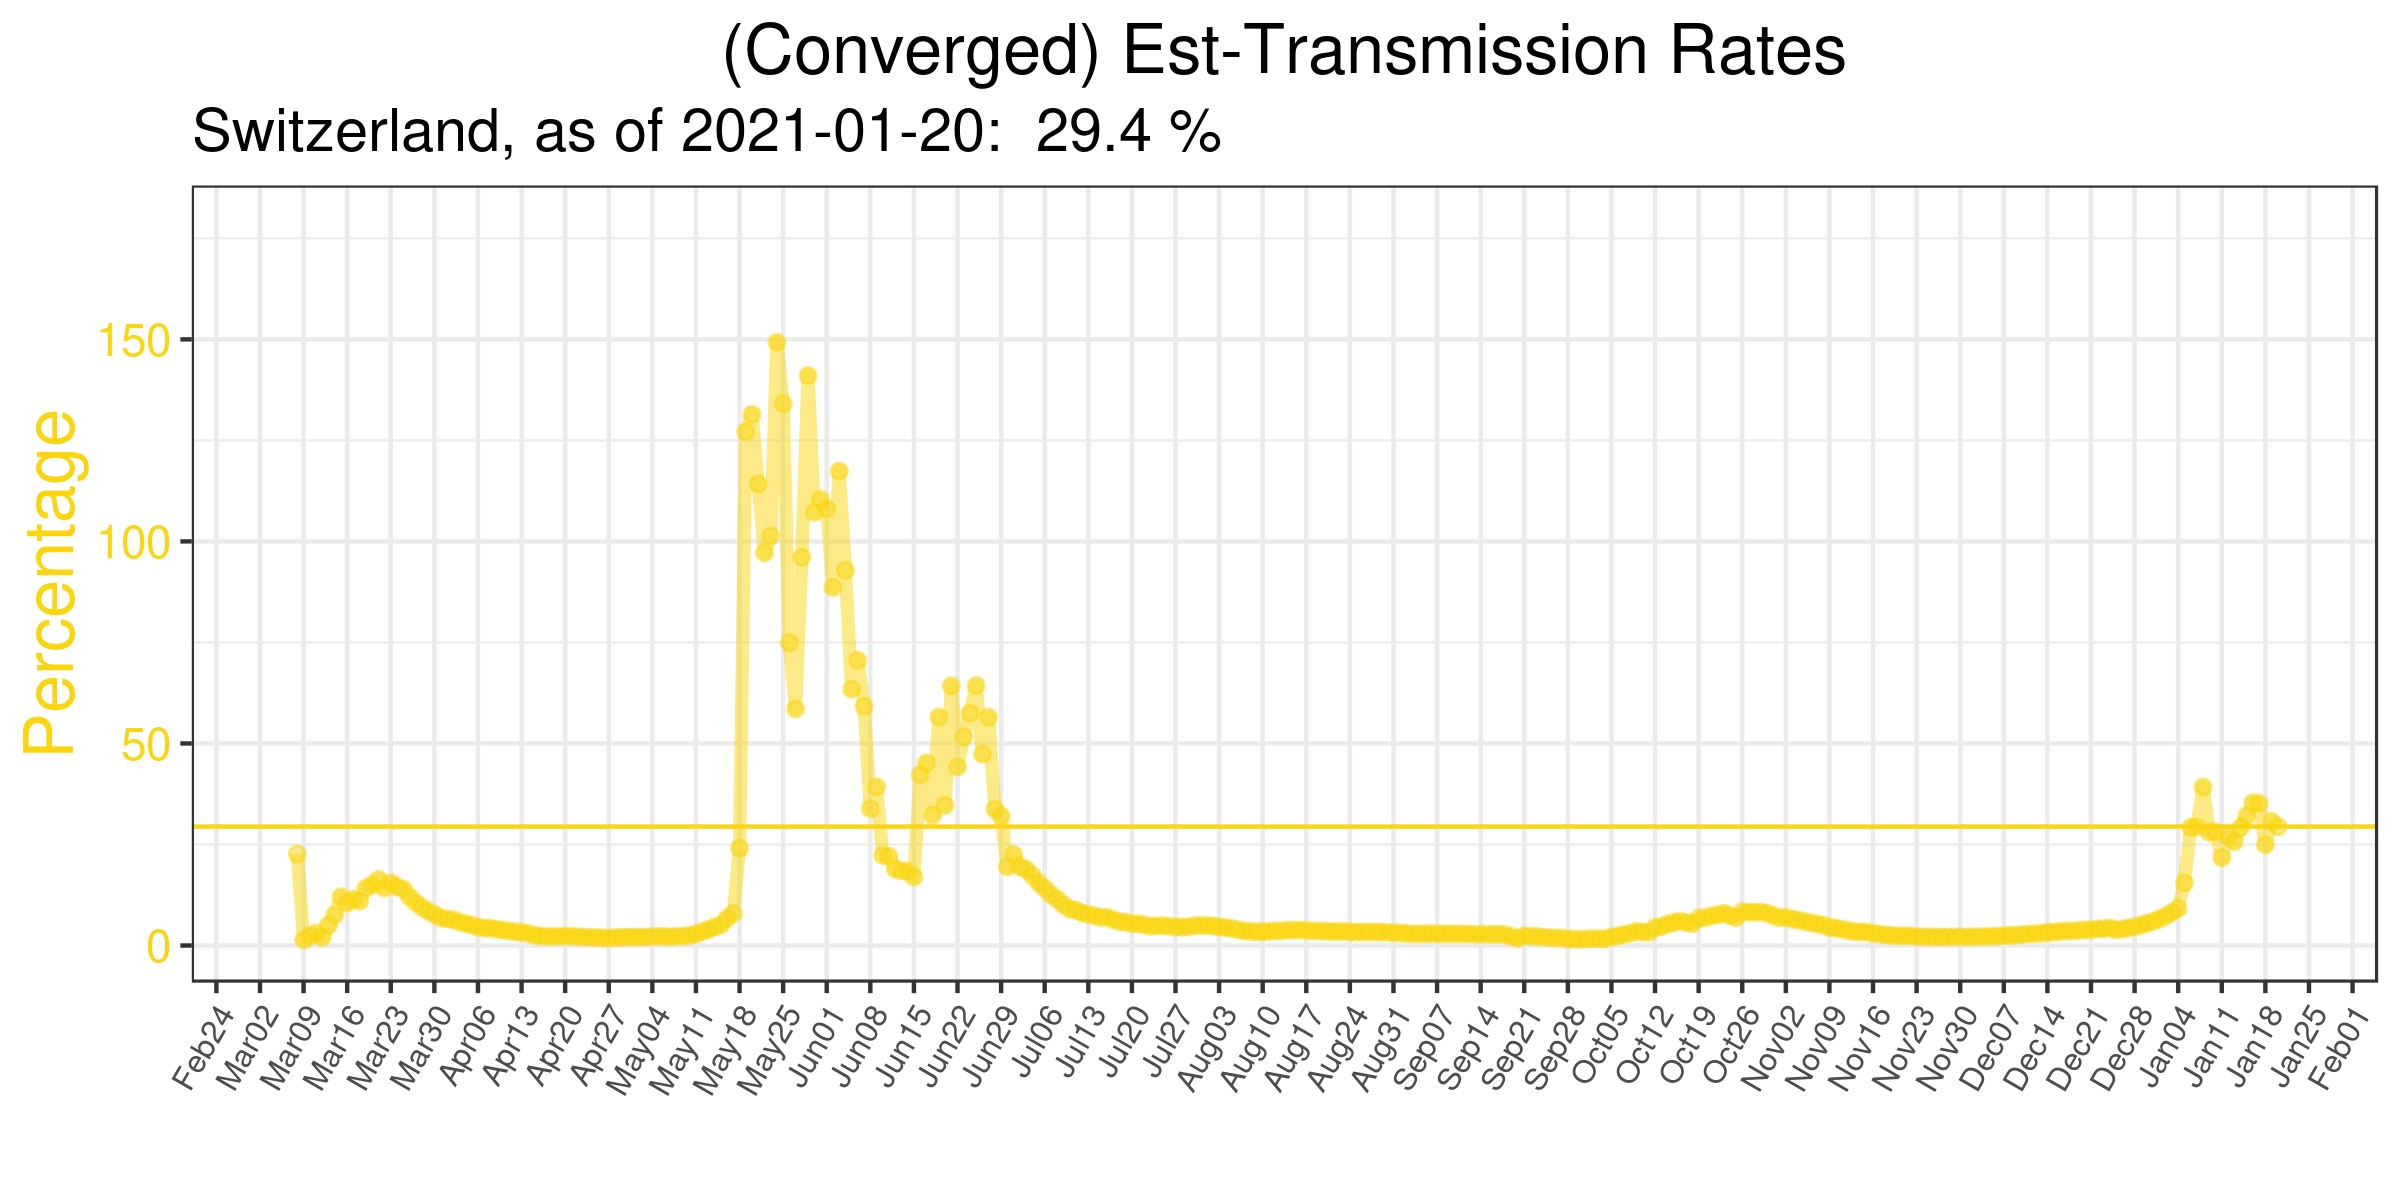 (Converged) Est-Transmission Rates
Switzerland, as of 2021-01-20:  29.4 %
Percentage
150
100
50
0
Feb24
Mar02
Mar09
Mar16
Mar23
Mar30
Apr06
Apr13
Apr20
Apr27
May04
May11
May18
May25
Jun01
Jun08
Jun15
Jun22
Jun29
Jul06
Jul13
Jul20
Jul27
Aug03
Aug10
Aug17
Aug24
Aug31
Sep07
Sep14
Sep21
Sep28
Oct05
Oct12
Oct19
Oct26
Nov02
Nov09
Nov16
Nov23
Nov30
Dec07
Dec14
Dec21
Dec28
Jan04
Jan11
Jan18
Jan25
Feb01